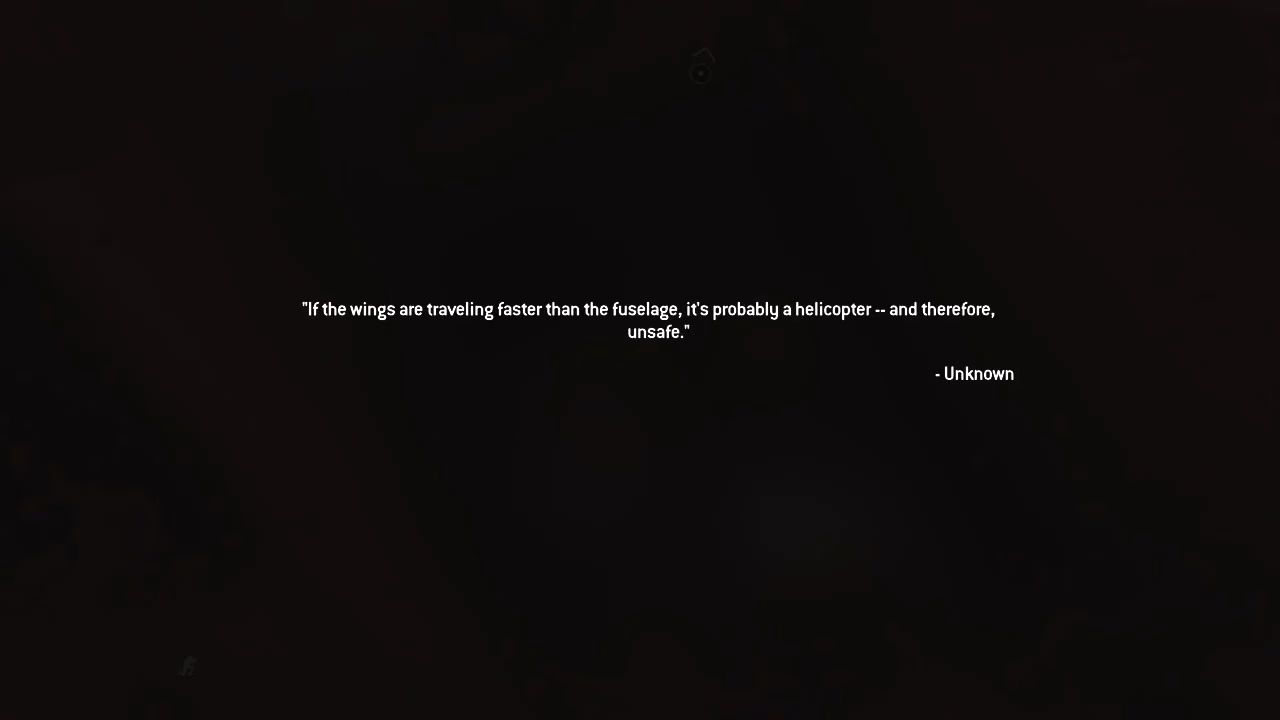 "If the wings are traveling faster than the fuselage, it's probably a helicopter -- and therefore,
unsafe."
- Unknown